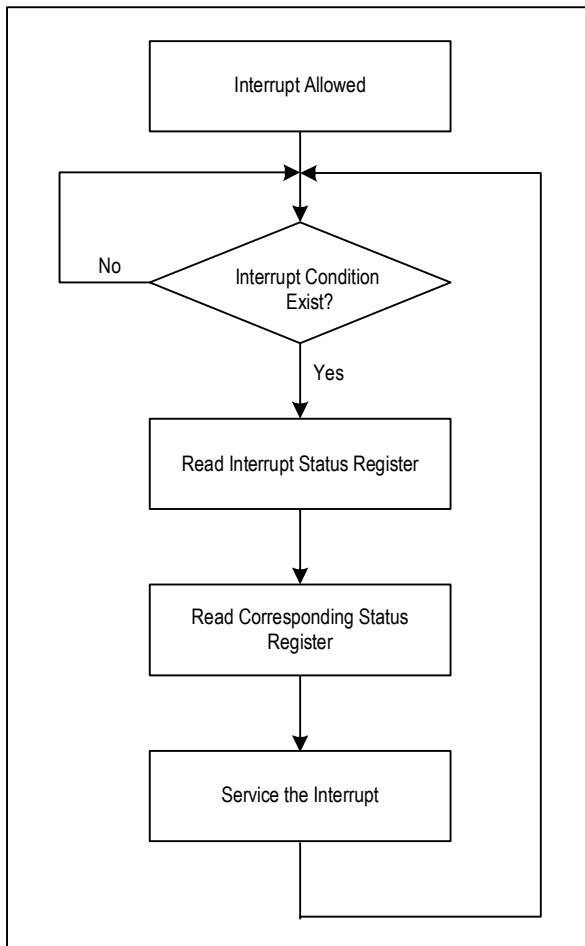 Interrupt Allowed
No
Interrupt Condition
Exist?
Yes
Read Interrupt Status Register
Read Corresponding Status
Register
Service the Interrupt